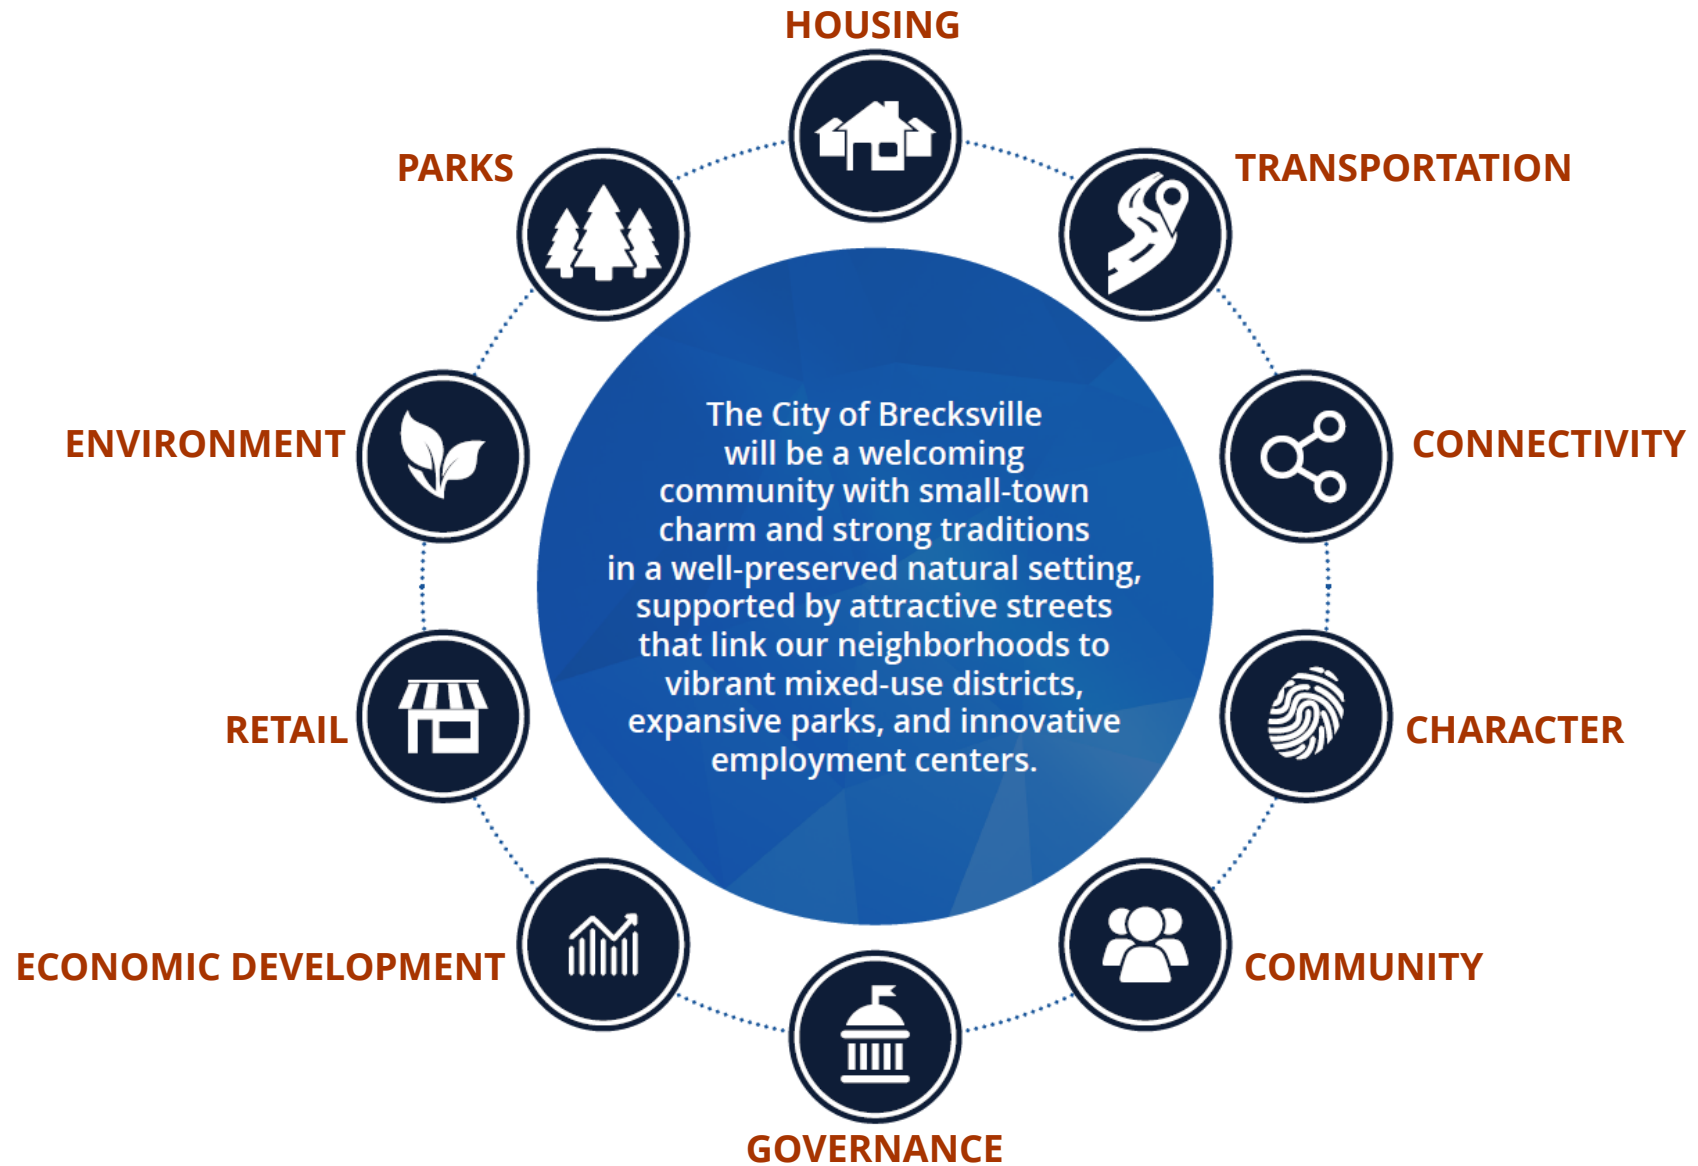 HOUSING
PARKS
TRANSPORTATION
The City of Brecksville
will be a welcoming
community with small-town
charm and strong traditions
in a well-preserved natural setting,
supported by attractive streets
that link our neighborhoods to
vibrant mixed-use districts,
expansive parks, and innovative
employment centers.
ENVIRONMENT
CONNECTIVITY
RETAIL
CHARACTER
ECONOMIC DEVELOPMENT
COMMUNITY
GOVERNANCE